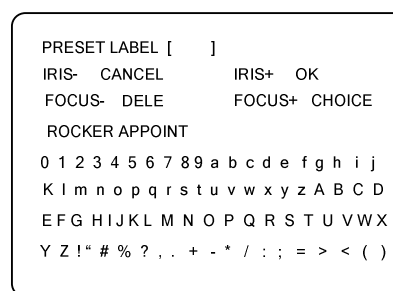 PRESET LABEL [ ]
IRIS- CANCEL IRIS+ OK
FOCUS- DELE FOCUS+ CHOICE
ROCKER APPOINT
0 1 2 3 4 5 6 7 8 9 a b c d e f g h i j
K l m n o p q r s t u v w x y z A B C D
E F G H I J K L M N O P Q R S T U V W X
Y Z ! “ # % ? , . + - * / : ; = > < ( )